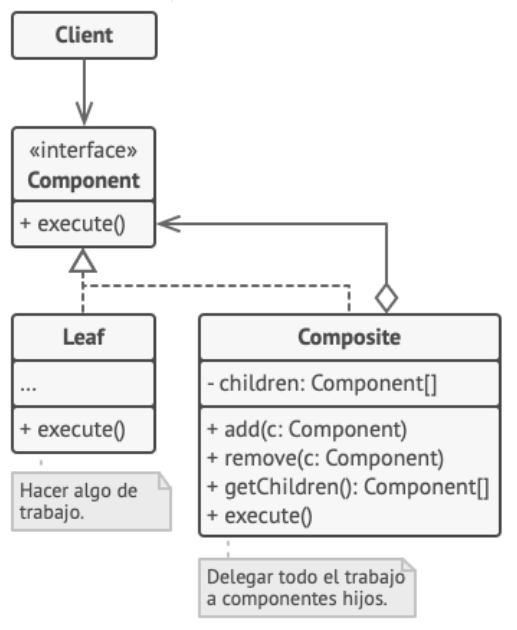 Client
«interface»
Component
+ execute()
Leaf
...
+ execute()
Hacer algo de
trabajo.
Composite
- children: Component[]
+ add(c: Component)
+ remove(c: Component)
+ getChildren(): Component[]
+ execute()
Delegar todo el trabajo
a componentes hijos.